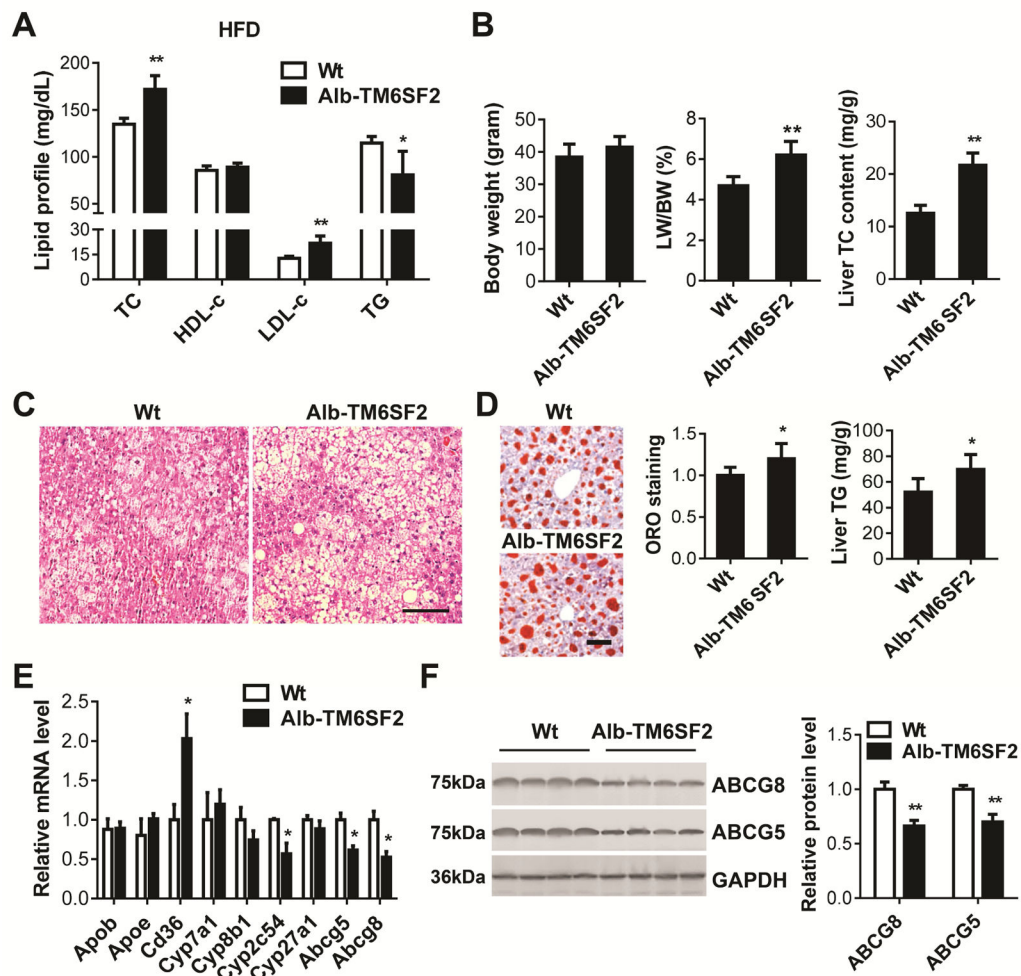 A
HFD
Lipid profile (mg/dL)
200
150
100
50
30
15
0
Wt
Alb-TM6SF2
**
**
*
TC
HDL-c
LDL-c
TG
B
Body weight (gram)
50
40
30
20
10
0
Wt
Alb-TM6SF2
LW/BW (%)
8
6
4
2
0
**
Wt
Alb-TM6SF2
Liver TC content (mg/g)
30
20
10
0
**
Wt
Alb-TM6SF2
C
Wt
Alb-TM6SF2
D
Wt
Alb-TM6SF2
ORO staining
1.5
1.0
0.5
0.0
*
Wt
Alb-TM6SF2
Liver TG (mg/g)
100
80
60
40
20
0
*
Wt
Alb-TM6SF2
E
Relative mRNA level
2.5
2.0
1.5
1.0
0.5
0.0
Wt
Alb-TM6SF2
*
*
*
*
Apob
Apoe
Cd36
Cyp7a1
Cyp8b1
Cyp2c54
Cyp27a1
Abcg5
Abcg8
F
Wt
Alb-TM6SF2
75kDa
ABCG8
75kDa
ABCG5
36kDa
GAPDH
Relative protein level
1.5
1.0
0.5
0.0
Wt
Alb-TM6SF2
**
**
ABCG8
ABCG5